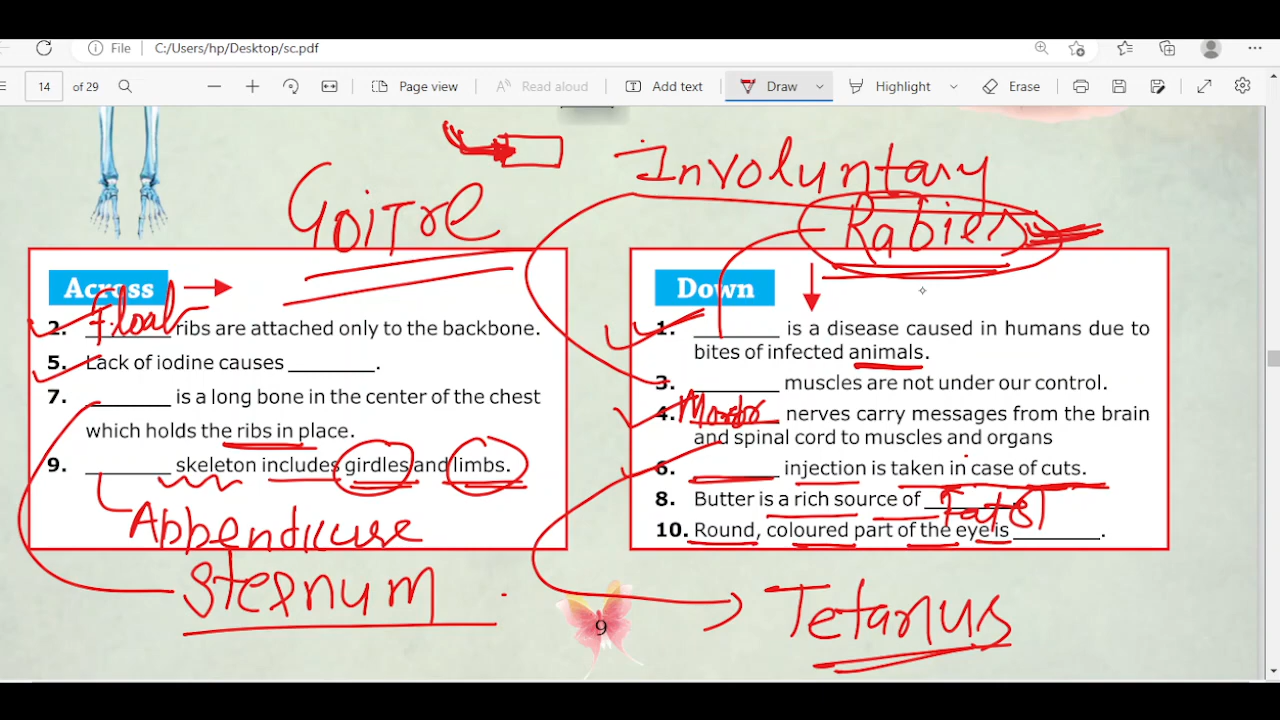 File C:/Users/hp/Desktop/sc.pdf
14 of 29 Page view Read aloud Add text Draw Highlight Erase
Involuntary
Goitre
Rabies
Across
2. Float ribs are attached only to the backbone.
5. Lack of iodine causes ________.
7. ________ is a long bone in the center of the chest
which holds the ribs in place.
9. ________ skeleton includes girdles and limbs.
Sternum
Down
1. ________ is a disease caused in humans due to
bites of infected animals.
3. ________ muscles are not under our control.
4. Motor nerves carry messages from the brain
and spinal cord to muscles and organs
6. ________ injection is taken in case of cuts.
8. Butter is a rich source of ________.
10. Round, coloured part of the eye is ________.
Tetanus
9